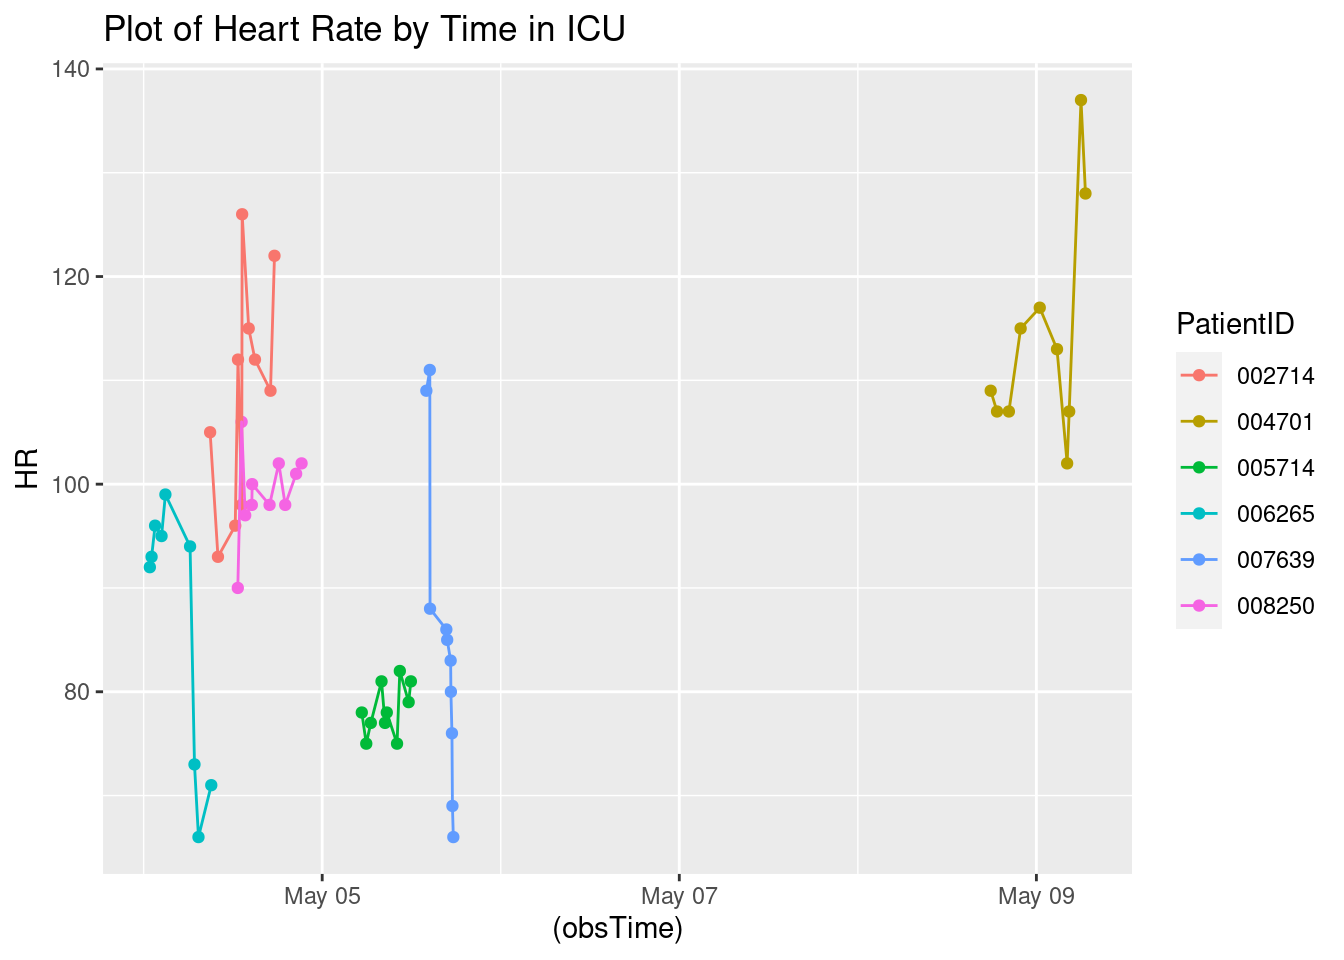 Plot of Heart Rate by Time in ICU
140
120
100
80
HR
May 05
May 07
May 09
(obsTime)
PatientID
002714
004701
005714
006265
007639
008250